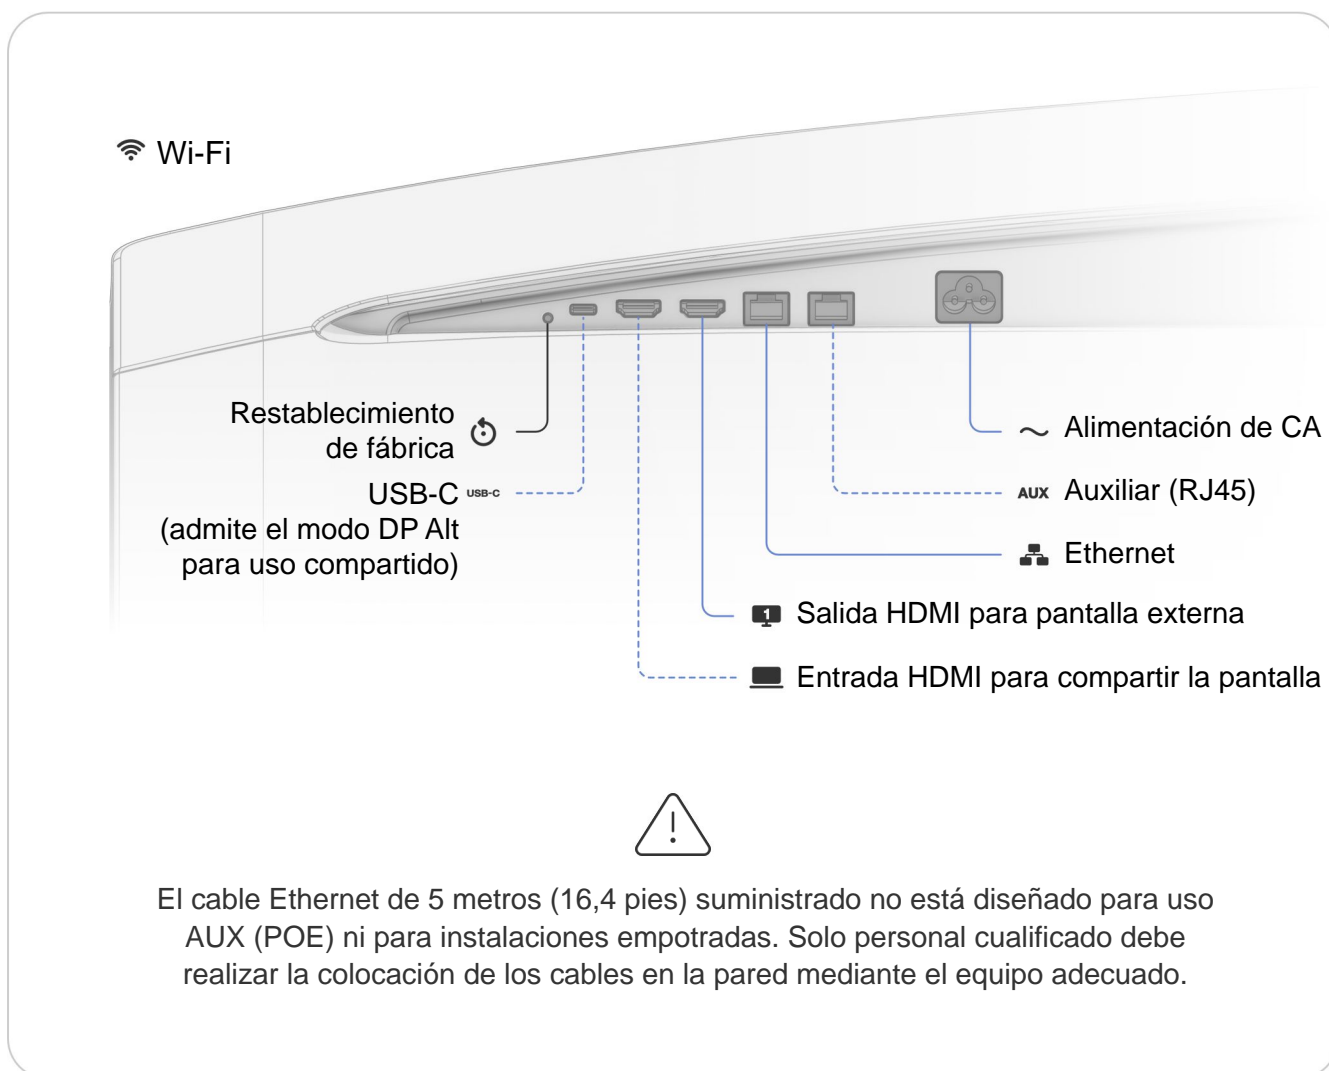 Wi-Fi
Restablecimiento
de fábrica
USB-C USB-C
(admite el modo DP Alt
para uso compartido)
Alimentación de CA
AUX Auxiliar (RJ45)
Ethernet
1 Salida HDMI para pantalla externa
Entrada HDMI para compartir la pantalla
El cable Ethernet de 5 metros (16,4 pies) suministrado no está diseñado para uso
AUX (POE) ni para instalaciones empotradas. Solo personal cualificado debe
realizar la colocación de los cables en la pared mediante el equipo adecuado.